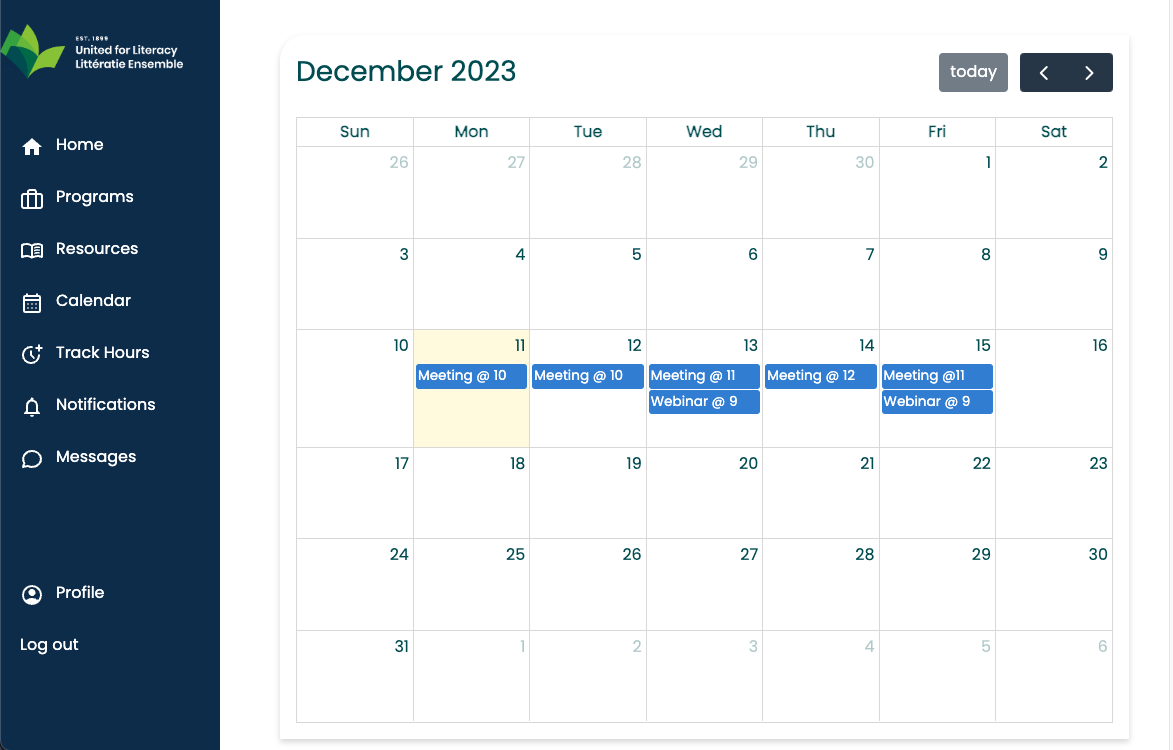 EST. 1899
United for Literacy
Littératie Ensemble
Home
Programs
Resources
Calendar
Track Hours
Notifications
Messages
Profile
Log out
December 2023
today
Sun Mon Tue Wed Thu Fri Sat
26 27 28 29 30 1 2
3 4 5 6 7 8 9
10 11 12 13 14 15 16
Meeting @ 10 Meeting @ 10 Meeting @ 11 Meeting @ 12 Meeting @11
Webinar @ 9 Webinar @ 9
17 18 19 20 21 22 23
24 25 26 27 28 29 30
31 1 2 3 4 5 6